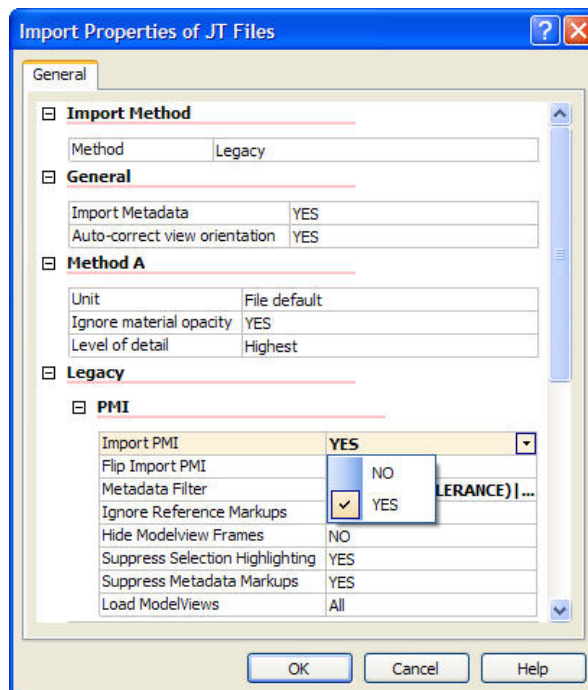 Import Properties of JT Files
General
Import Method
Method Legacy
General
Import Metadata YES
Auto-correct view orientation YES
Method A
Unit File default
Ignore material opacity YES
Level of detail Highest
Legacy
PMI
Import PMI YES
Flip Import PMI
NO
Metadata Filter LERANCE)|...
YES
Ignore Reference Markups
Hide Modelview Frames NO
Suppress Selection Highlighting YES
Suppress Metadata Markups YES
Load ModelViews All
OK Cancel Help